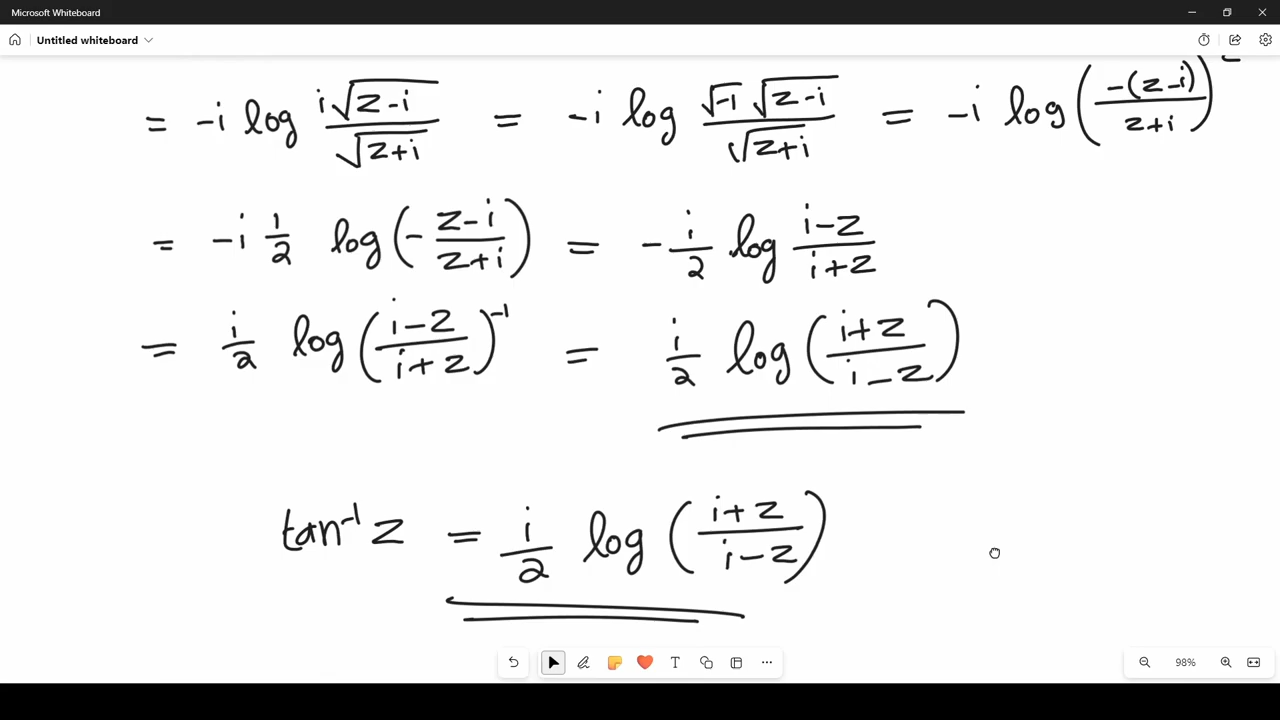 Microsoft Whiteboard
Untitled whiteboard
= -i log i√(z-i) / √(z+i) = -i log √-1 √(z-i) / √(z+i) = -i log (-(z-i) / z+i)
= -i 1/2 log (- z-i / z+i) = - i/2 log i-z / i+z
= i/2 log (i-z / i+z)⁻¹ = i/2 log (i+z / i-z)
tan⁻¹ z = i/2 log (i+z / i-z)
T
98%